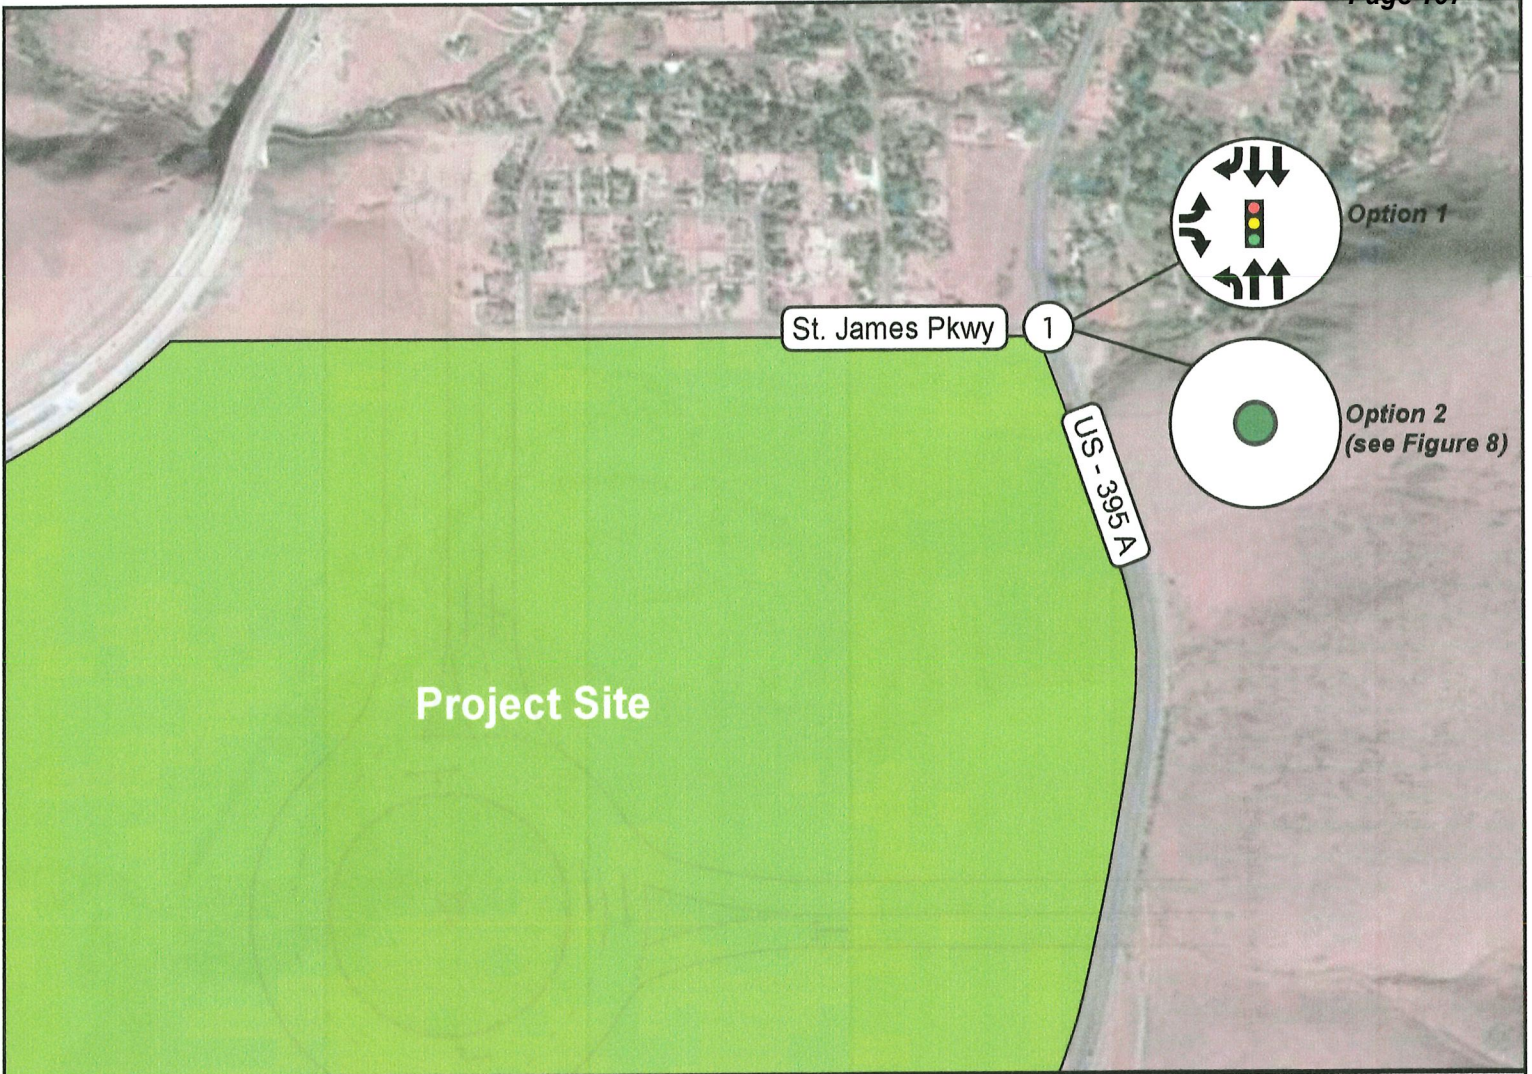 Option 1
St. James Pkwy
1
Option 2
(see Figure 8)
US - 395 A
Project Site